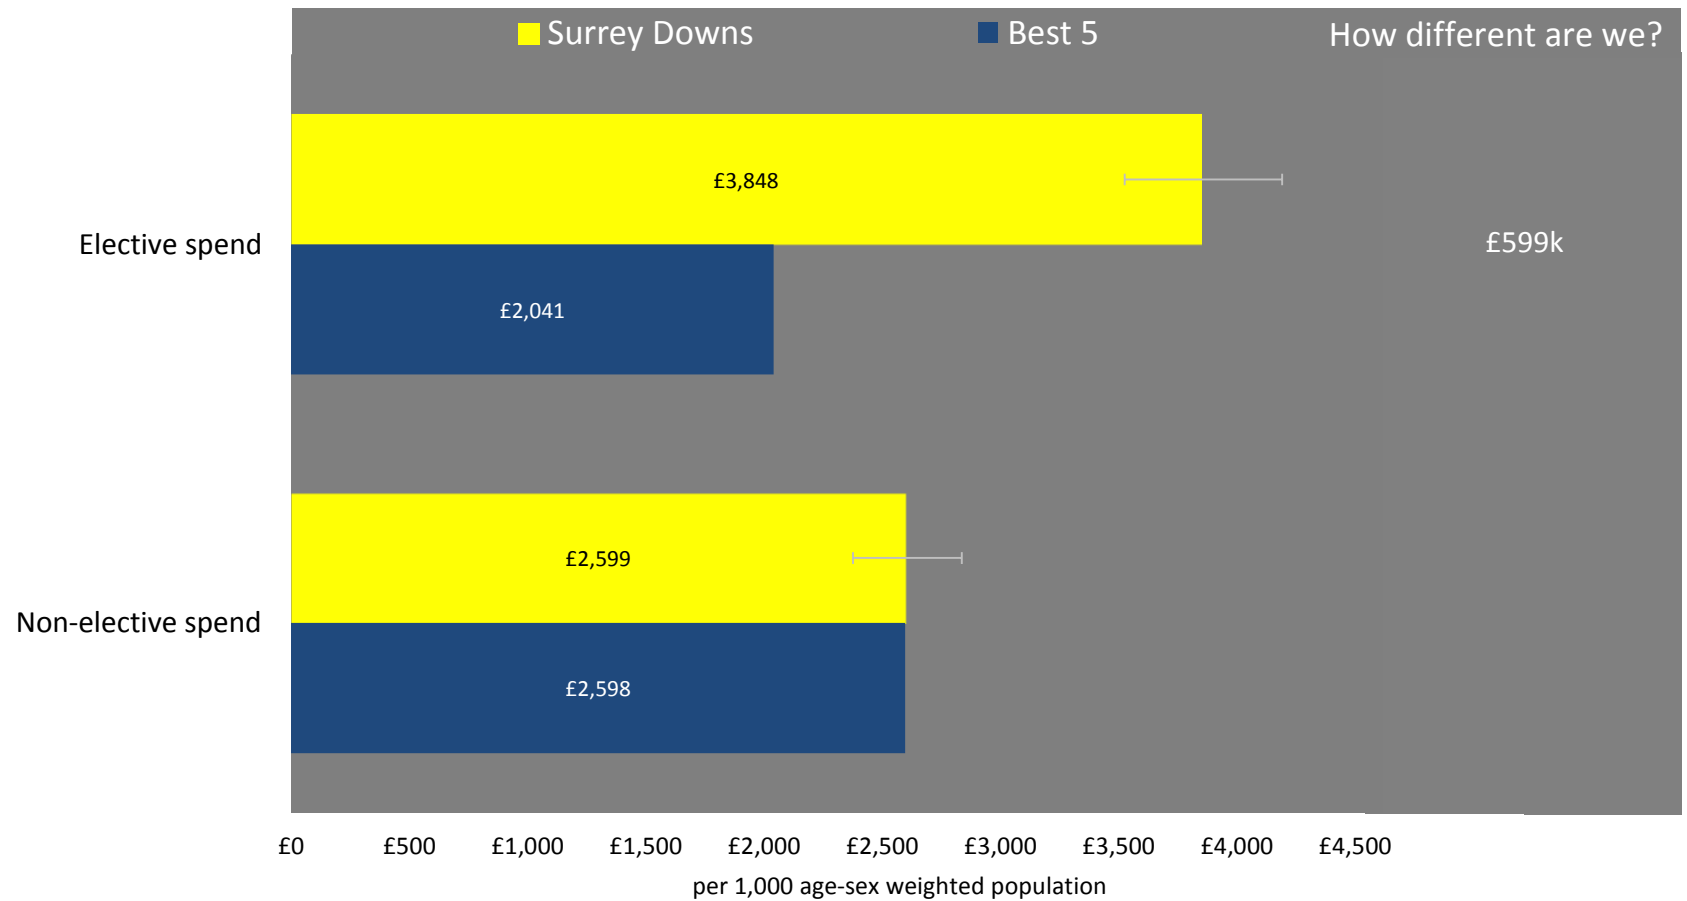 Surrey Downs
Best 5
How different are we?
£3,848
Elective spend
£599k
£2,041
£2,599
Non-elective spend
£2,598
£0 £500 £1,000 £1,500 £2,000 £2,500 £3,000 £3,500 £4,000 £4,500
per 1,000 age-sex weighted population